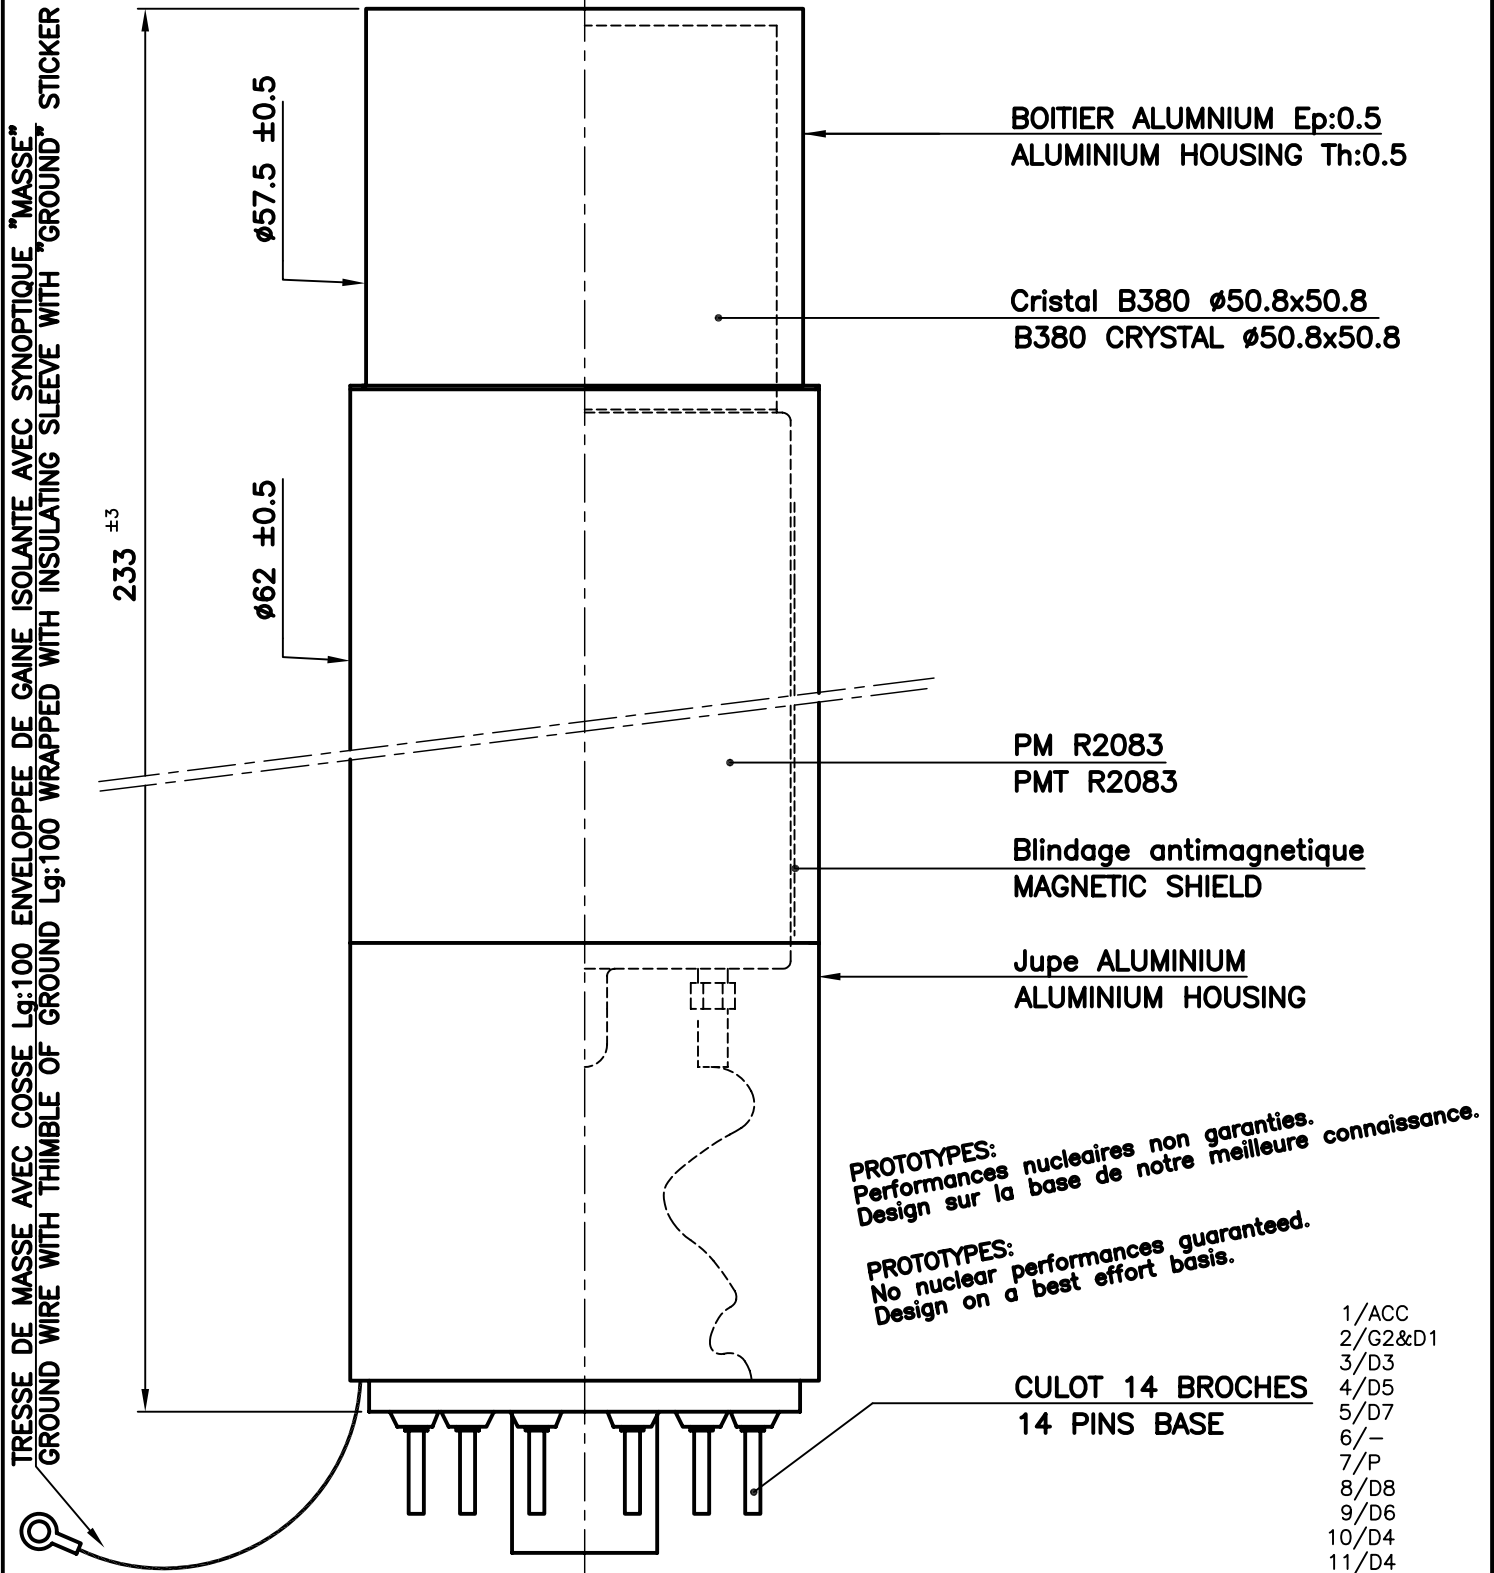 TRESSE DE MASSE AVEC COSSE Lg:100 ENVELOPPEE DE GAINE ISOLANTE AVEC SYNOPTIQUE "MASSE"
GROUND WIRE WITH THIMBLE OF GROUND Lg:100 WRAPPED WITH INSULATING SLEEVE WITH "GROUND" STICKER
233 ±3
ø57.5 ±0.5
ø62 ±0.5
BOITIER ALUMNIUM Ep:0.5
ALUMINIUM HOUSING Th:0.5
Cristal B380 ø50.8x50.8
B380 CRYSTAL ø50.8x50.8
PM R2083
PMT R2083
Blindage antimagnetique
MAGNETIC SHIELD
Jupe ALUMINIUM
ALUMINIUM HOUSING
PROTOTYPES:
Performances nucleaires non garanties.
Design sur la base de notre meilleure connaissance.
PROTOTYPES:
No nuclear performances guaranteed.
Design on a best effort basis.
CULOT 14 BROCHES
14 PINS BASE
1/ACC
2/G2&D1
3/D3
4/D5
5/D7
6/—
7/P
8/D8
9/D6
10/D4
11/D4